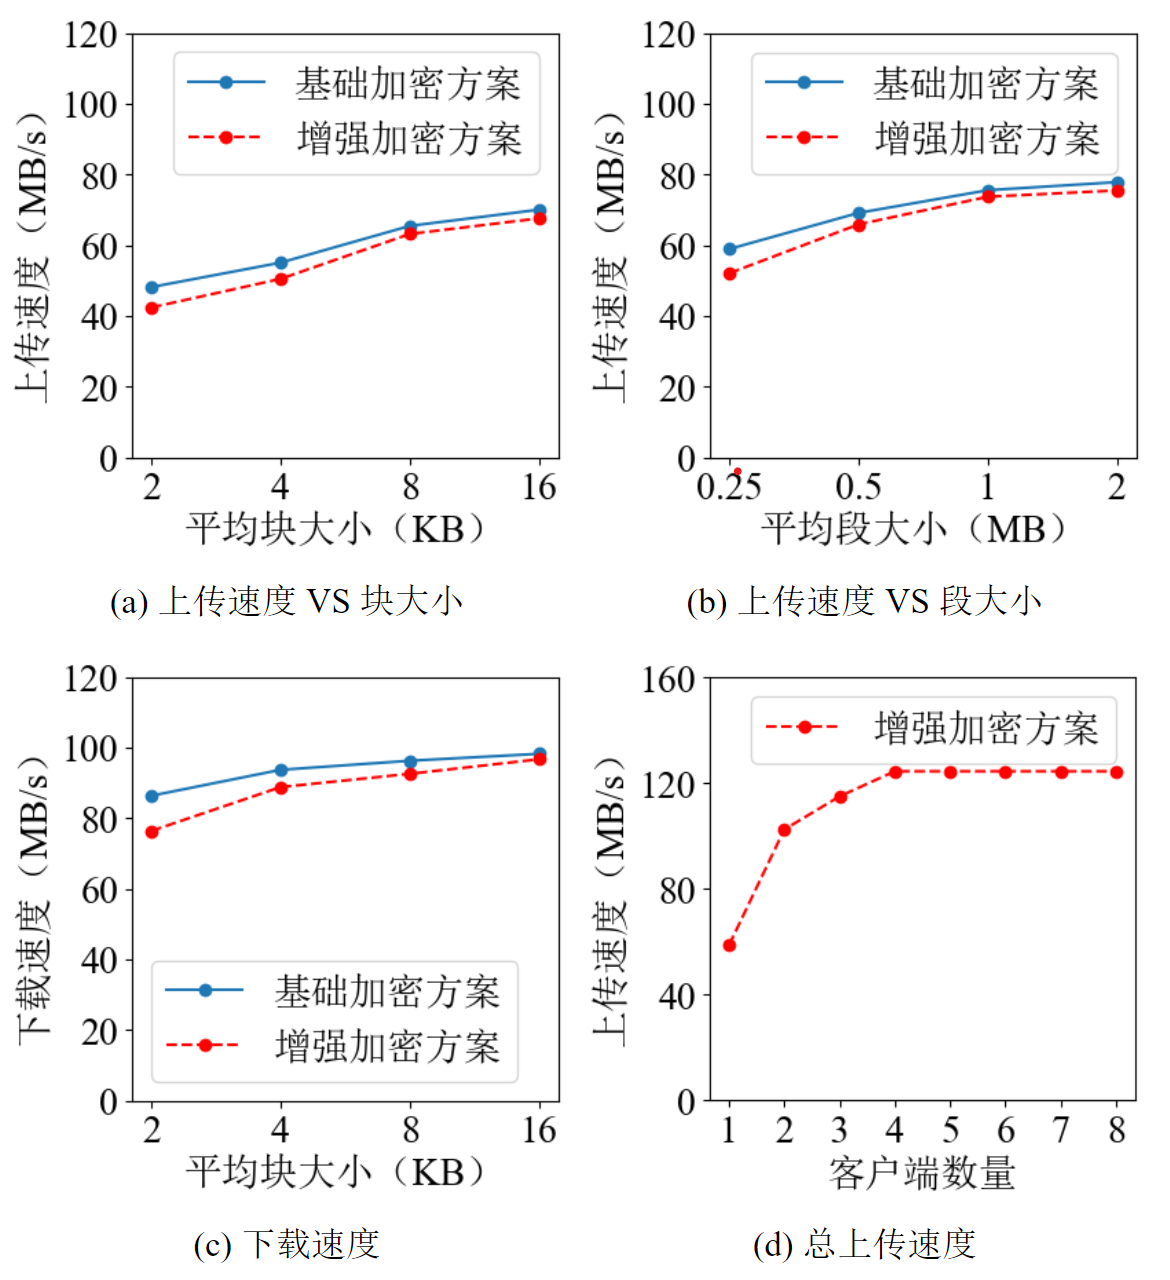 120
100
80
60
40
20
0
上传速度（MB/s）
基础加密方案
增强加密方案
2 4 8 16
平均块大小（KB）
(a) 上传速度 VS 块大小
120
100
80
60
40
20
0
上传速度（MB/s）
基础加密方案
增强加密方案
0.25 0.5 1 2
平均段大小（MB）
(b) 上传速度 VS 段大小
120
100
80
60
40
20
0
下载速度（MB/s）
基础加密方案
增强加密方案
2 4 8 16
平均块大小（KB）
(c) 下载速度
160
120
80
40
0
上传速度（MB/s）
增强加密方案
1 2 3 4 5 6 7 8
客户端数量
(d) 总上传速度